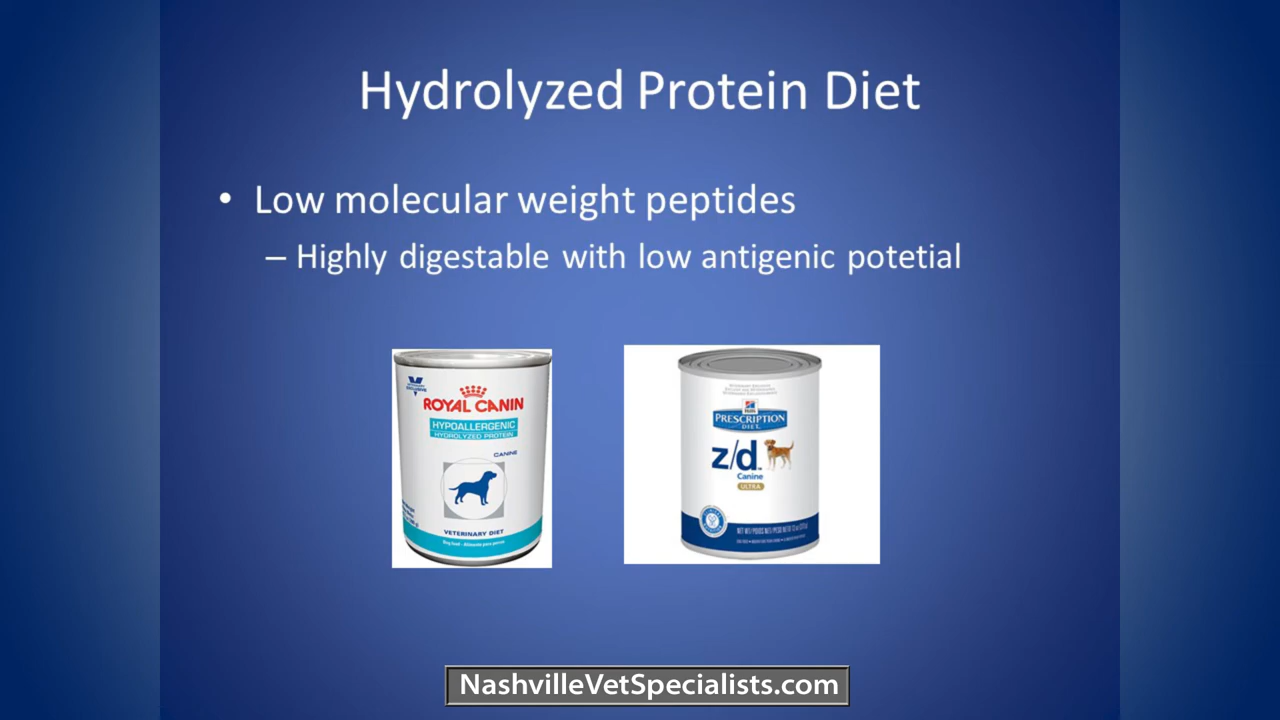 Hydrolyzed Protein Diet
• Low molecular weight peptides
– Highly digestable with low antigenic potetial
ROYAL CANIN
HYPOALLERGENIC
HYDROLYZED PROTEIN
CANINE
VETERINARY DIET
Hill's
PRESCRIPTION
DIET
z/d
Canine
ULTRA
NashvilleVetSpecialists.com